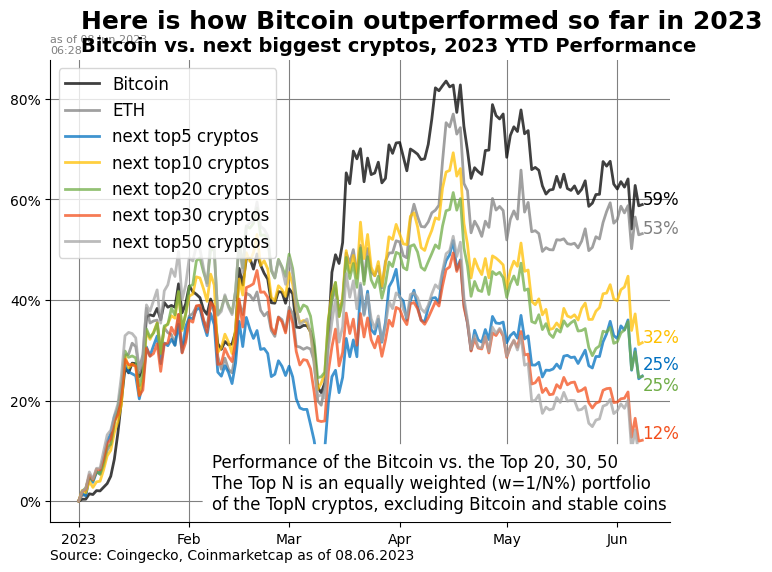 Here is how Bitcoin outperformed so far in 2023
as of 08 Jun 2023
06:28
Bitcoin vs. next biggest cryptos, 2023 YTD Performance
Bitcoin
ETH
next top5 cryptos
next top10 cryptos
next top20 cryptos
next top30 cryptos
next top50 cryptos
80%
60%
40%
20%
0%
59%
53%
32%
25%
25%
12%
Performance of the Bitcoin vs. the Top 20, 30, 50
The Top N is an equally weighted (w=1/N%) portfolio
of the TopN cryptos, excluding Bitcoin and stable coins
2023 Feb Mar Apr May Jun
Source: Coingecko, Coinmarketcap as of 08.06.2023